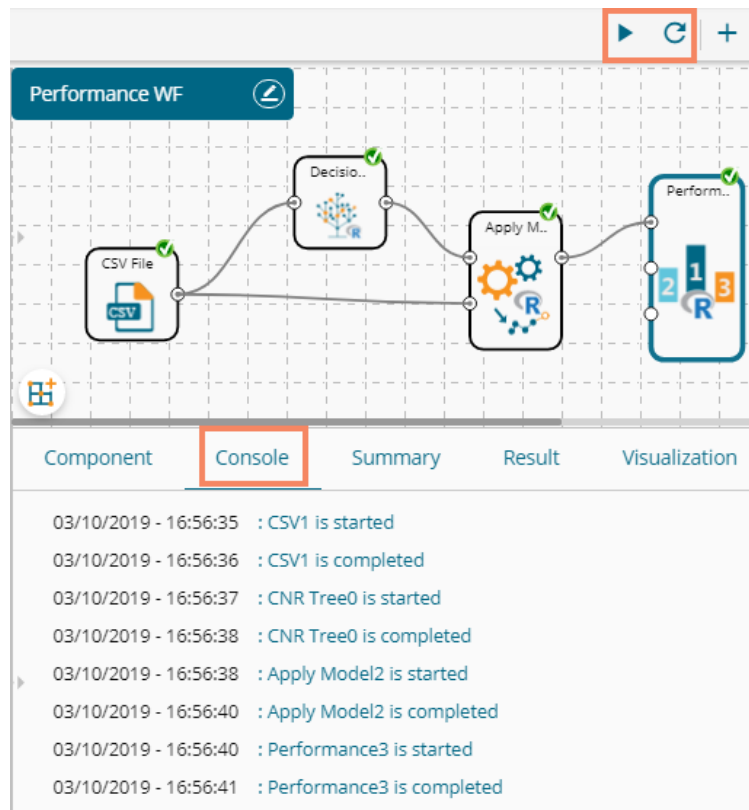 Performance WF
Decisio..
R
Perform..
Apply M..
CSV File
CSV
R
1
2
3
R
Component Console Summary Result Visualization
03/10/2019 - 16:56:35 : CSV1 is started
03/10/2019 - 16:56:36 : CSV1 is completed
03/10/2019 - 16:56:37 : CNR Tree0 is started
03/10/2019 - 16:56:38 : CNR Tree0 is completed
03/10/2019 - 16:56:38 : Apply Model2 is started
03/10/2019 - 16:56:40 : Apply Model2 is completed
03/10/2019 - 16:56:40 : Performance3 is started
03/10/2019 - 16:56:41 : Performance3 is completed